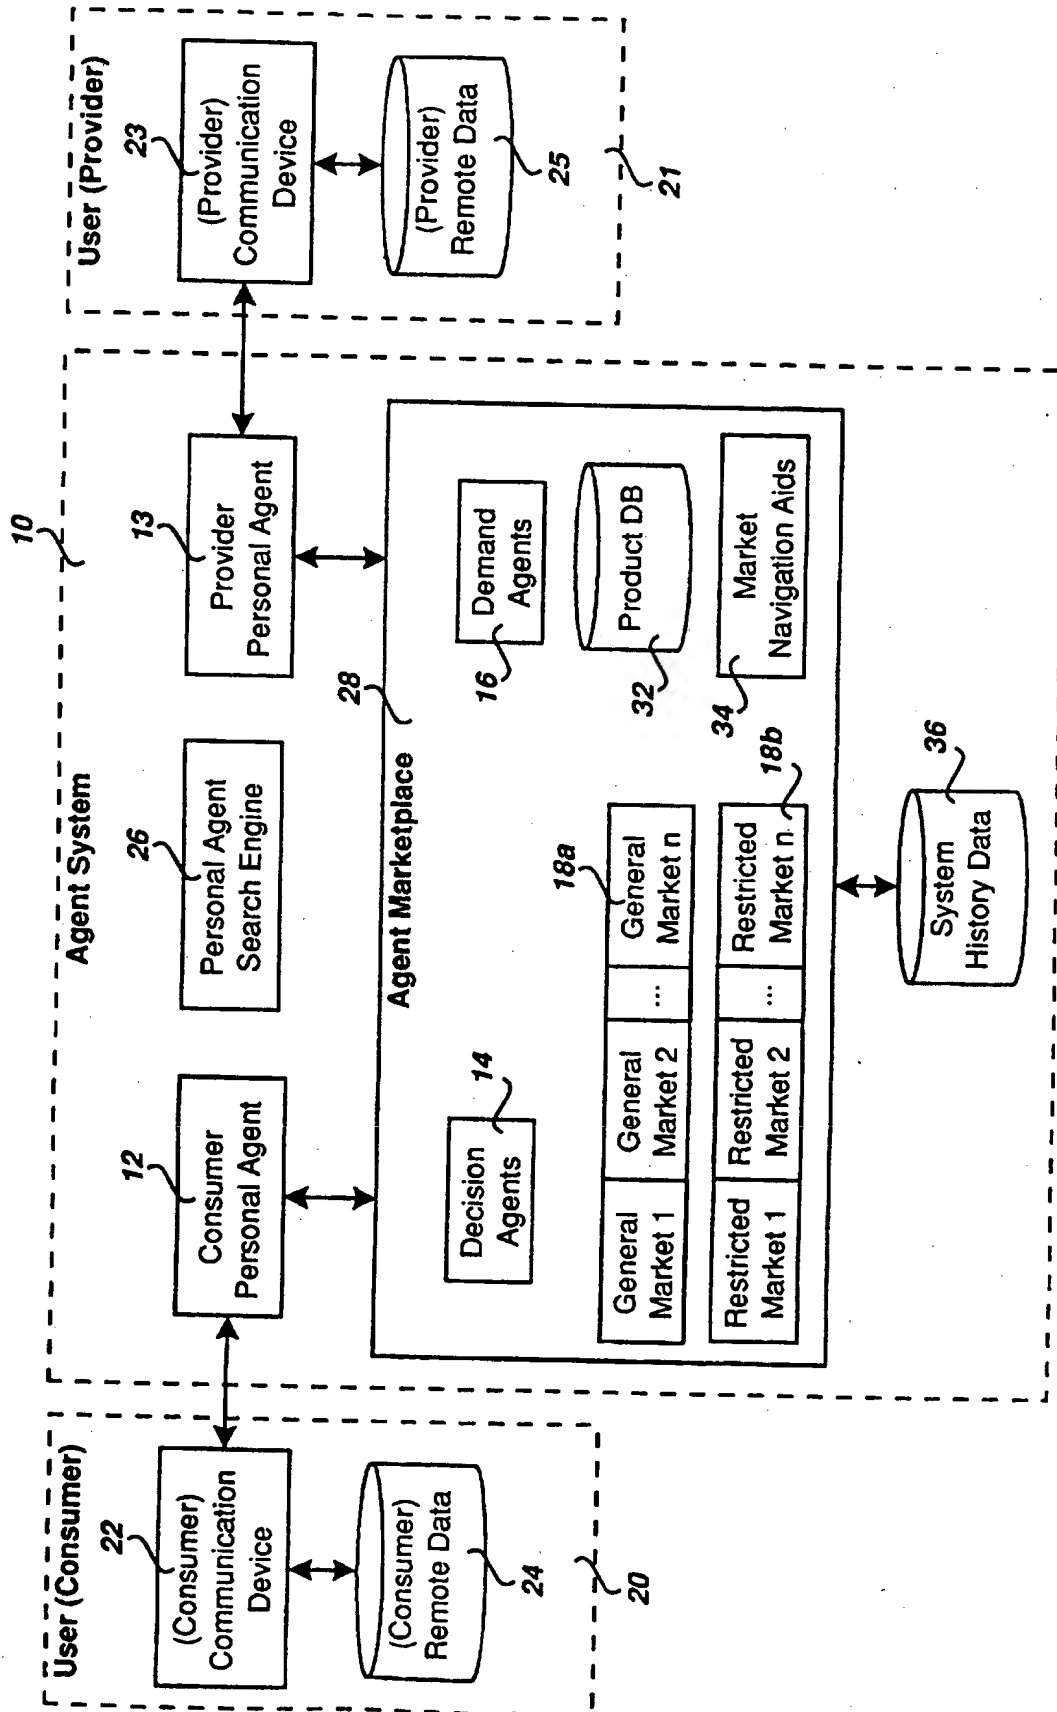 10
Agent System
User (Consumer)
22
(Consumer)
Communication
Device
(Consumer)
Remote Data
24
20
12
Consumer
Personal Agent
26
Personal Agent
Search Engine
13
Provider
Personal Agent
User (Provider)
23
(Provider)
Communication
Device
(Provider)
Remote Data
25
21
28
Agent Marketplace
Decision
Agents
14
Demand
Agents
16
18a
General
Market 1
General
Market 2
....
General
Market n
Product DB
32
Restricted
Market 1
Restricted
Market 2
....
Restricted
Market n
18b
34
Market
Navigation Aids
System
History Data
36